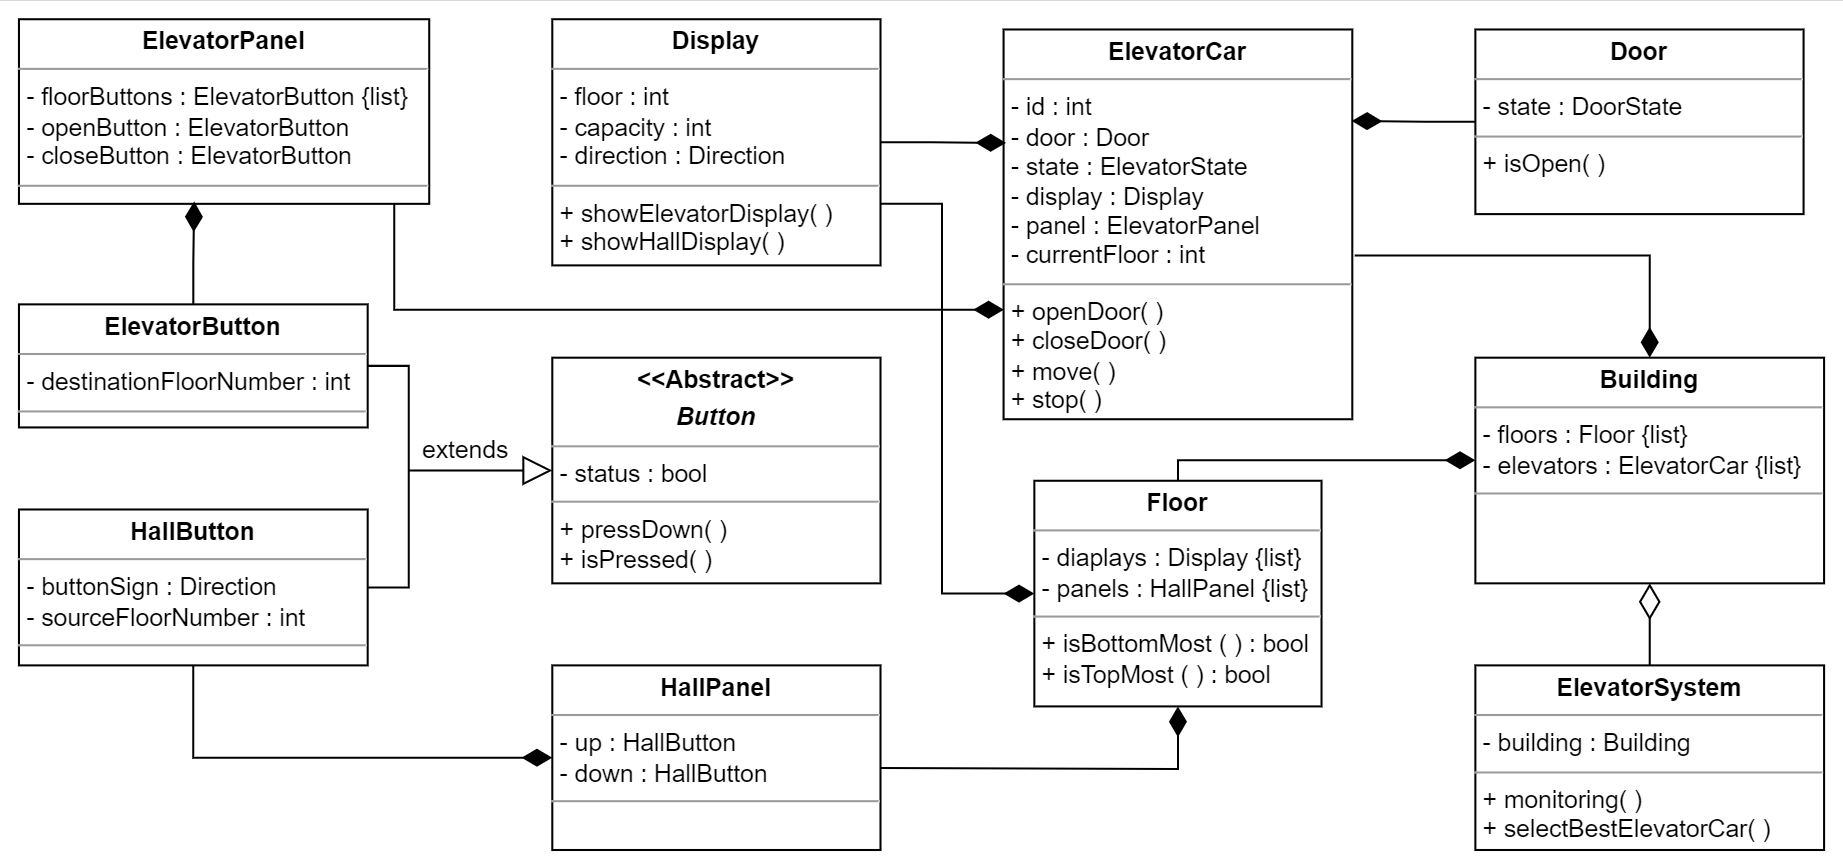 ElevatorPanel
- floorButtons : ElevatorButton {list}
- openButton : ElevatorButton
- closeButton : ElevatorButton
Display
- floor : int
- capacity : int
- direction : Direction
+ showElevatorDisplay( )
+ showHallDisplay( )
ElevatorCar
- id : int
- door : Door
- state : ElevatorState
- display : Display
- panel : ElevatorPanel
- currentFloor : int
+ openDoor( )
+ closeDoor( )
+ move( )
+ stop( )
Door
- state : DoorState
+ isOpen( )
ElevatorButton
- destinationFloorNumber : int
extends
<<Abstract>>
Button
- status : bool
+ pressDown( )
+ isPressed( )
Building
- floors : Floor {list}
- elevators : ElevatorCar {list}
HallButton
- buttonSign : Direction
- sourceFloorNumber : int
Floor
- diaplays : Display {list}
- panels : HallPanel {list}
+ isBottomMost ( ) : bool
+ isTopMost ( ) : bool
HallPanel
- up : HallButton
- down : HallButton
ElevatorSystem
- building : Building
+ monitoring( )
+ selectBestElevatorCar( )